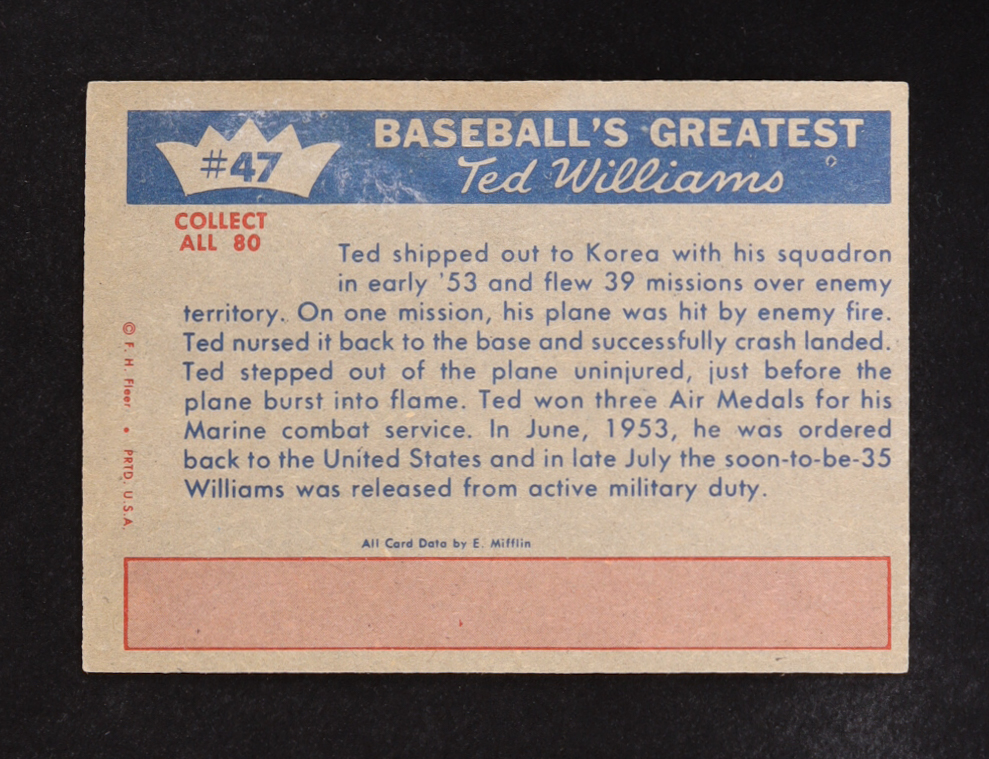 #47
BASEBALL'S GREATEST
Ted Williams
COLLECT
ALL 80
Ted shipped out to Korea with his squadron
in early '53 and flew 39 missions over enemy
territory. On one mission, his plane was hit by enemy fire.
Ted nursed it back to the base and successfully crash landed.
Ted stepped out of the plane uninjured, just before the
plane burst into flame. Ted won three Air Medals for his
Marine combat service. In June, 1953, he was ordered
back to the United States and in late July the soon-to-be-35
Williams was released from active military duty.
© F. H. Fleer • PRTD. U.S.A.
All Card Data by E. Mifflin